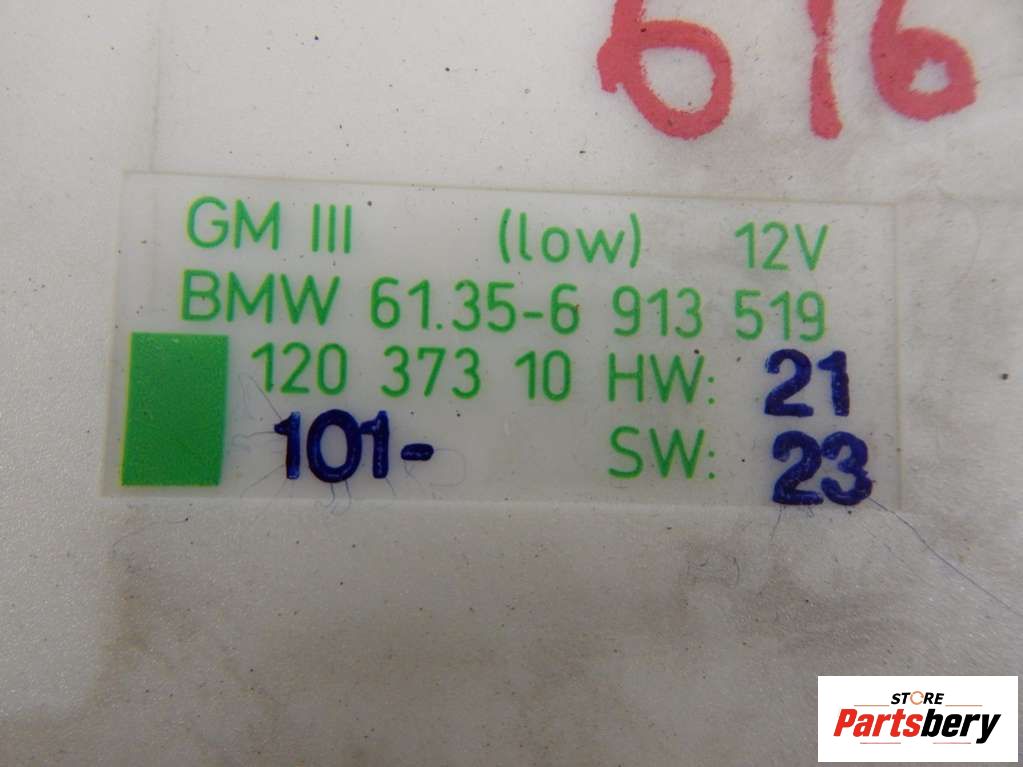 616
GM III (low) 12V
BMW 61.35-6 913 519
120 373 10 HW: 21
101- SW: 23
STORE
Partsbery